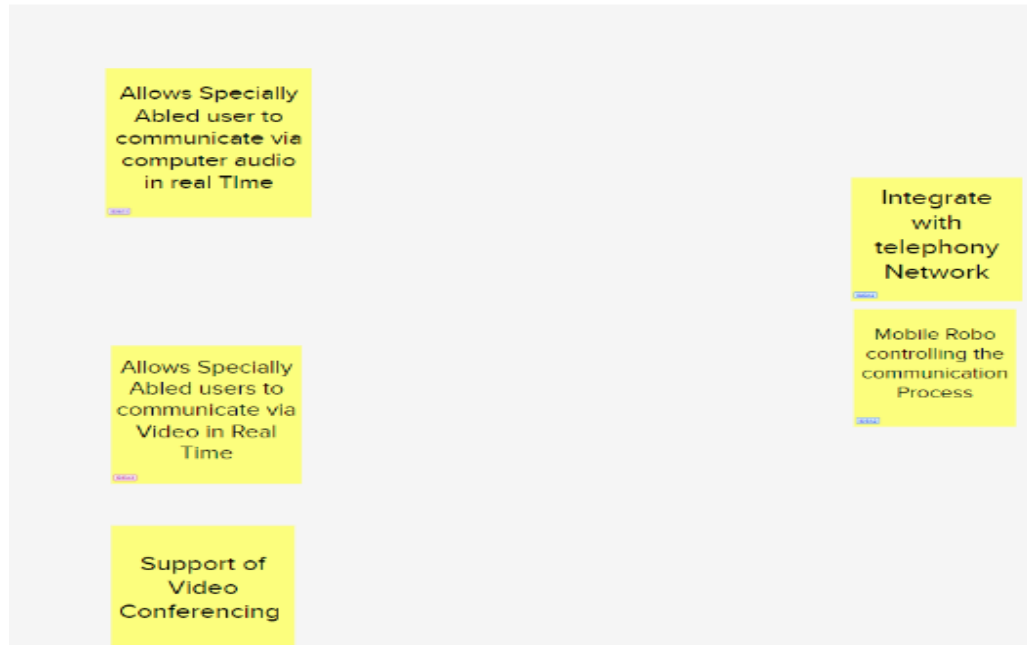 Allows Specially
Abled user to
communicate via
computer audio
in real TIme
Allows Specially
Abled users to
communicate via
Video in Real
Time
Support of
Video
Conferencing
Integrate
with
telephony
Network
Mobile Robo
controlling the
communication
Process